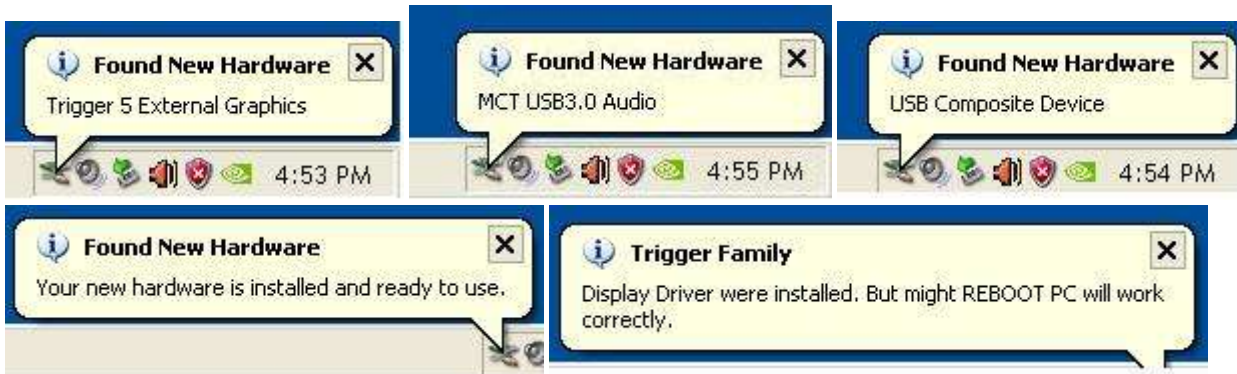 Found New Hardware
Trigger 5 External Graphics
4:53 PM
Found New Hardware
MCT USB3.0 Audio
4:55 PM
Found New Hardware
USB Composite Device
4:54 PM
Found New Hardware
Your new hardware is installed and ready to use.
Trigger Family
Display Driver were installed. But might REBOOT PC will work
correctly.